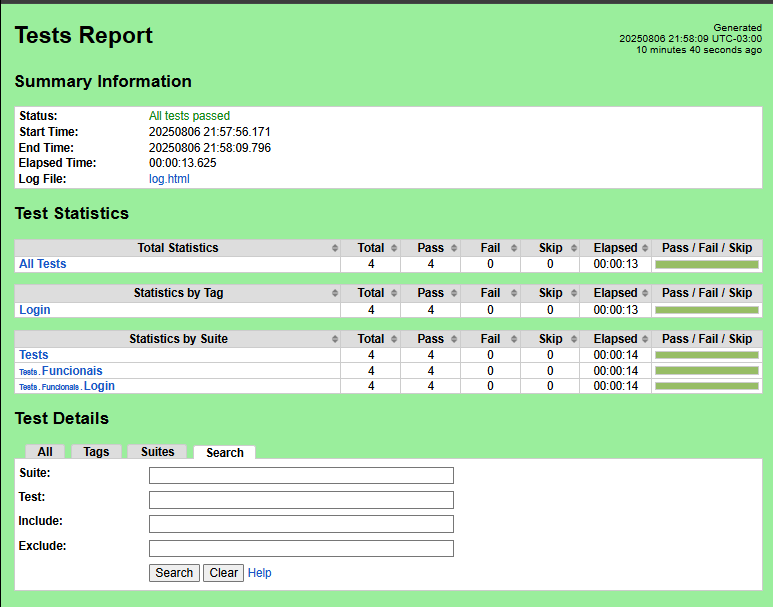 Tests Report
Generated
20250806 21:58:09 UTC-03:00
10 minutes 40 seconds ago
Summary Information
Status: All tests passed
Start Time: 20250806 21:57:56.171
End Time: 20250806 21:58:09.796
Elapsed Time: 00:00:13.625
Log File: log.html
Test Statistics
Total Statistics Total Pass Fail Skip Elapsed Pass / Fail / Skip
All Tests 4 4 0 0 00:00:13
Statistics by Tag Total Pass Fail Skip Elapsed Pass / Fail / Skip
Login 4 4 0 0 00:00:13
Statistics by Suite Total Pass Fail Skip Elapsed Pass / Fail / Skip
Tests 4 4 0 0 00:00:14
Tests . Funcionais 4 4 0 0 00:00:14
Tests . Funcionais . Login 4 4 0 0 00:00:14
Test Details
All Tags Suites Search
Suite:
Test:
Include:
Exclude:
Search Clear Help